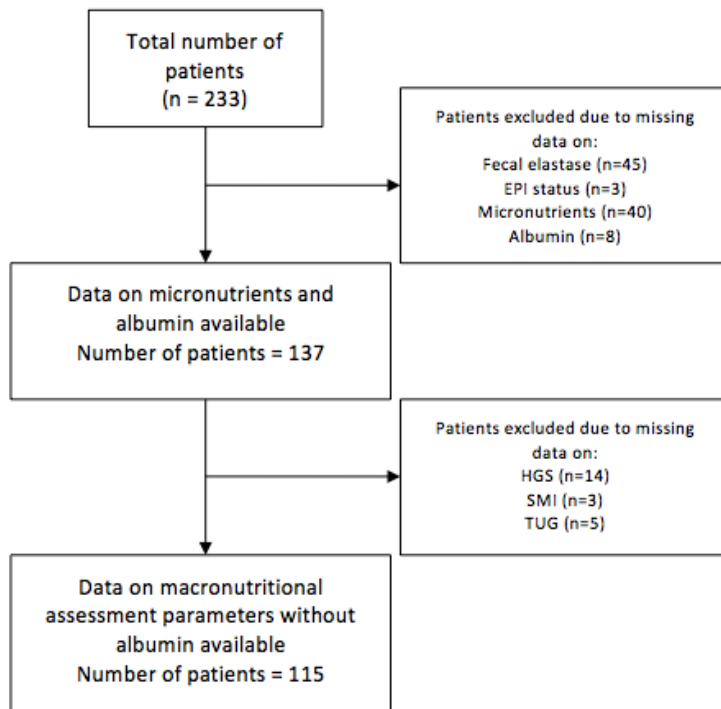 Total number of
patients
(n = 233)
Patients excluded due to missing
data on:
Fecal elastase (n=45)
EPI status (n=3)
Micronutrients (n=40)
Albumin (n=8)
Data on micronutrients and
albumin available
Number of patients = 137
Patients excluded due to missing
data on:
HGS (n=14)
SMI (n=3)
TUG (n=5)
Data on macronutritional
assessment parameters without
albumin available
Number of patients = 115